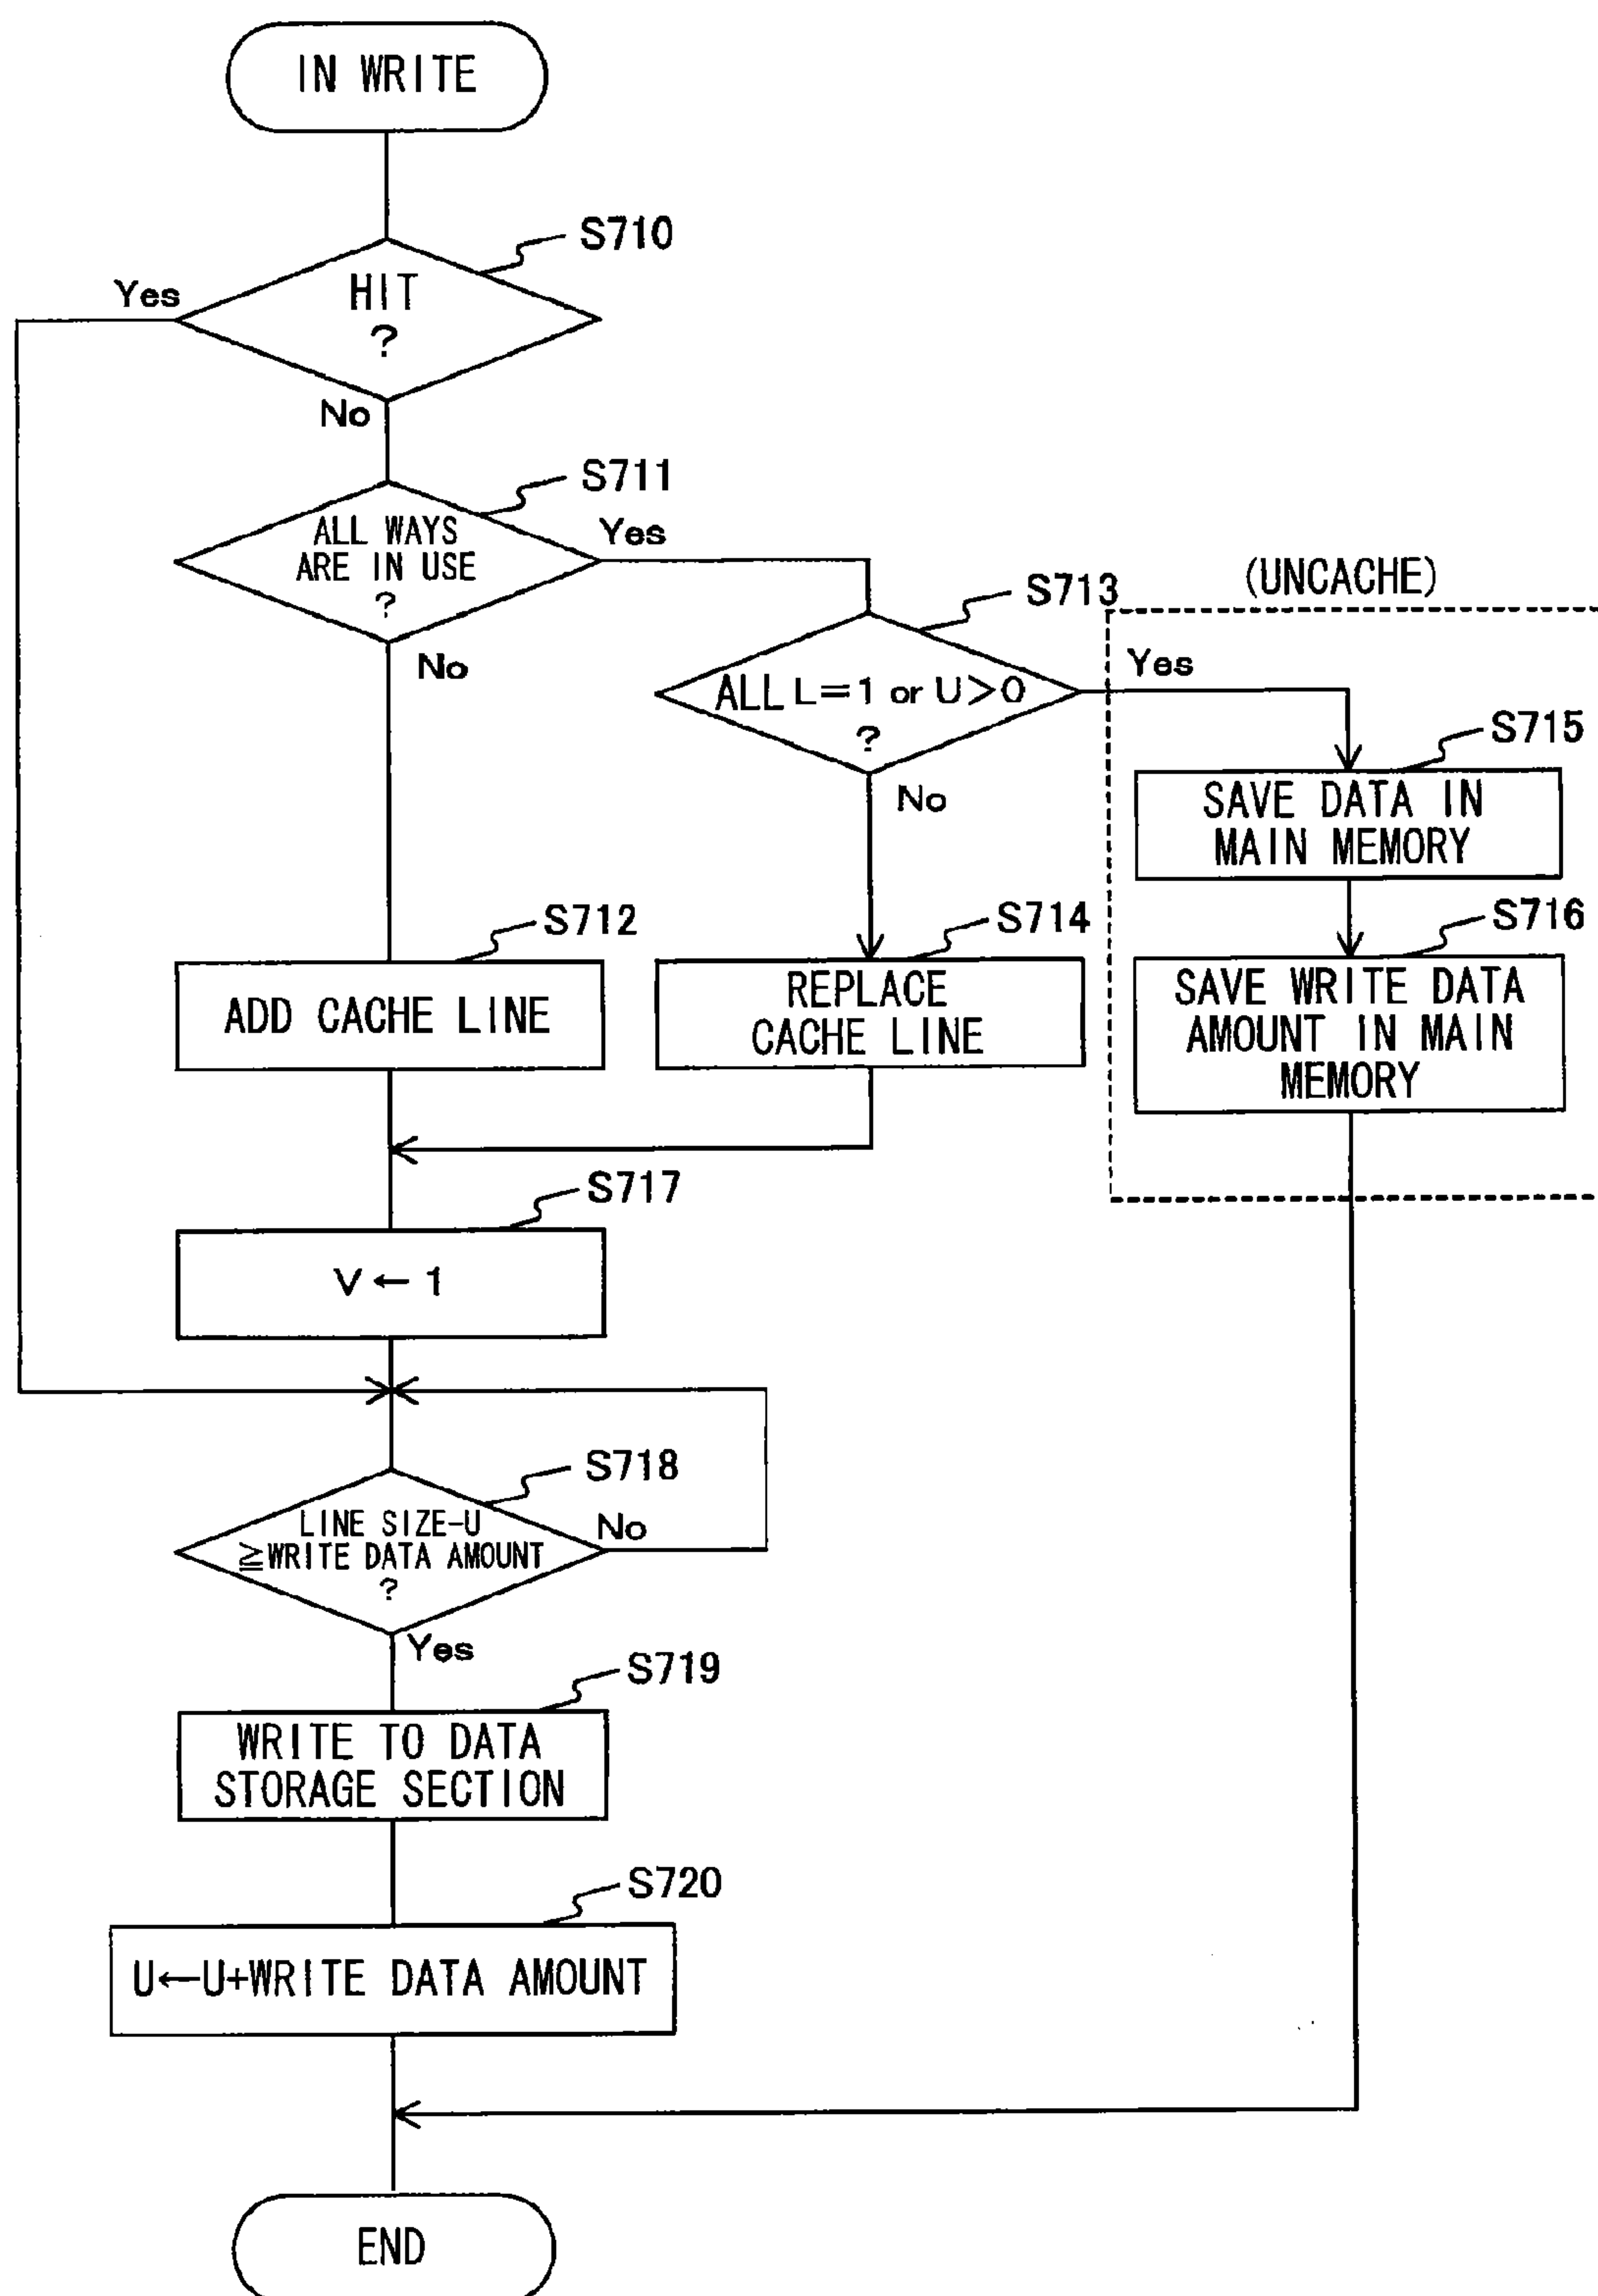 IN WRITE
S710
Yes
HIT
?
No
S711
ALL WAYS
ARE IN USE
?
Yes
No
(UNCACHE)
S713
ALL L=1 or U>0
?
Yes
No
S715
SAVE DATA IN
MAIN MEMORY
S716
SAVE WRITE DATA
AMOUNT IN MAIN
MEMORY
S712
ADD CACHE LINE
S714
REPLACE
CACHE LINE
S717
V←1
S718
LINE SIZE-U
≧WRITE DATA AMOUNT
?
No
Yes
S719
WRITE TO DATA
STORAGE SECTION
S720
U←U+WRITE DATA AMOUNT
END